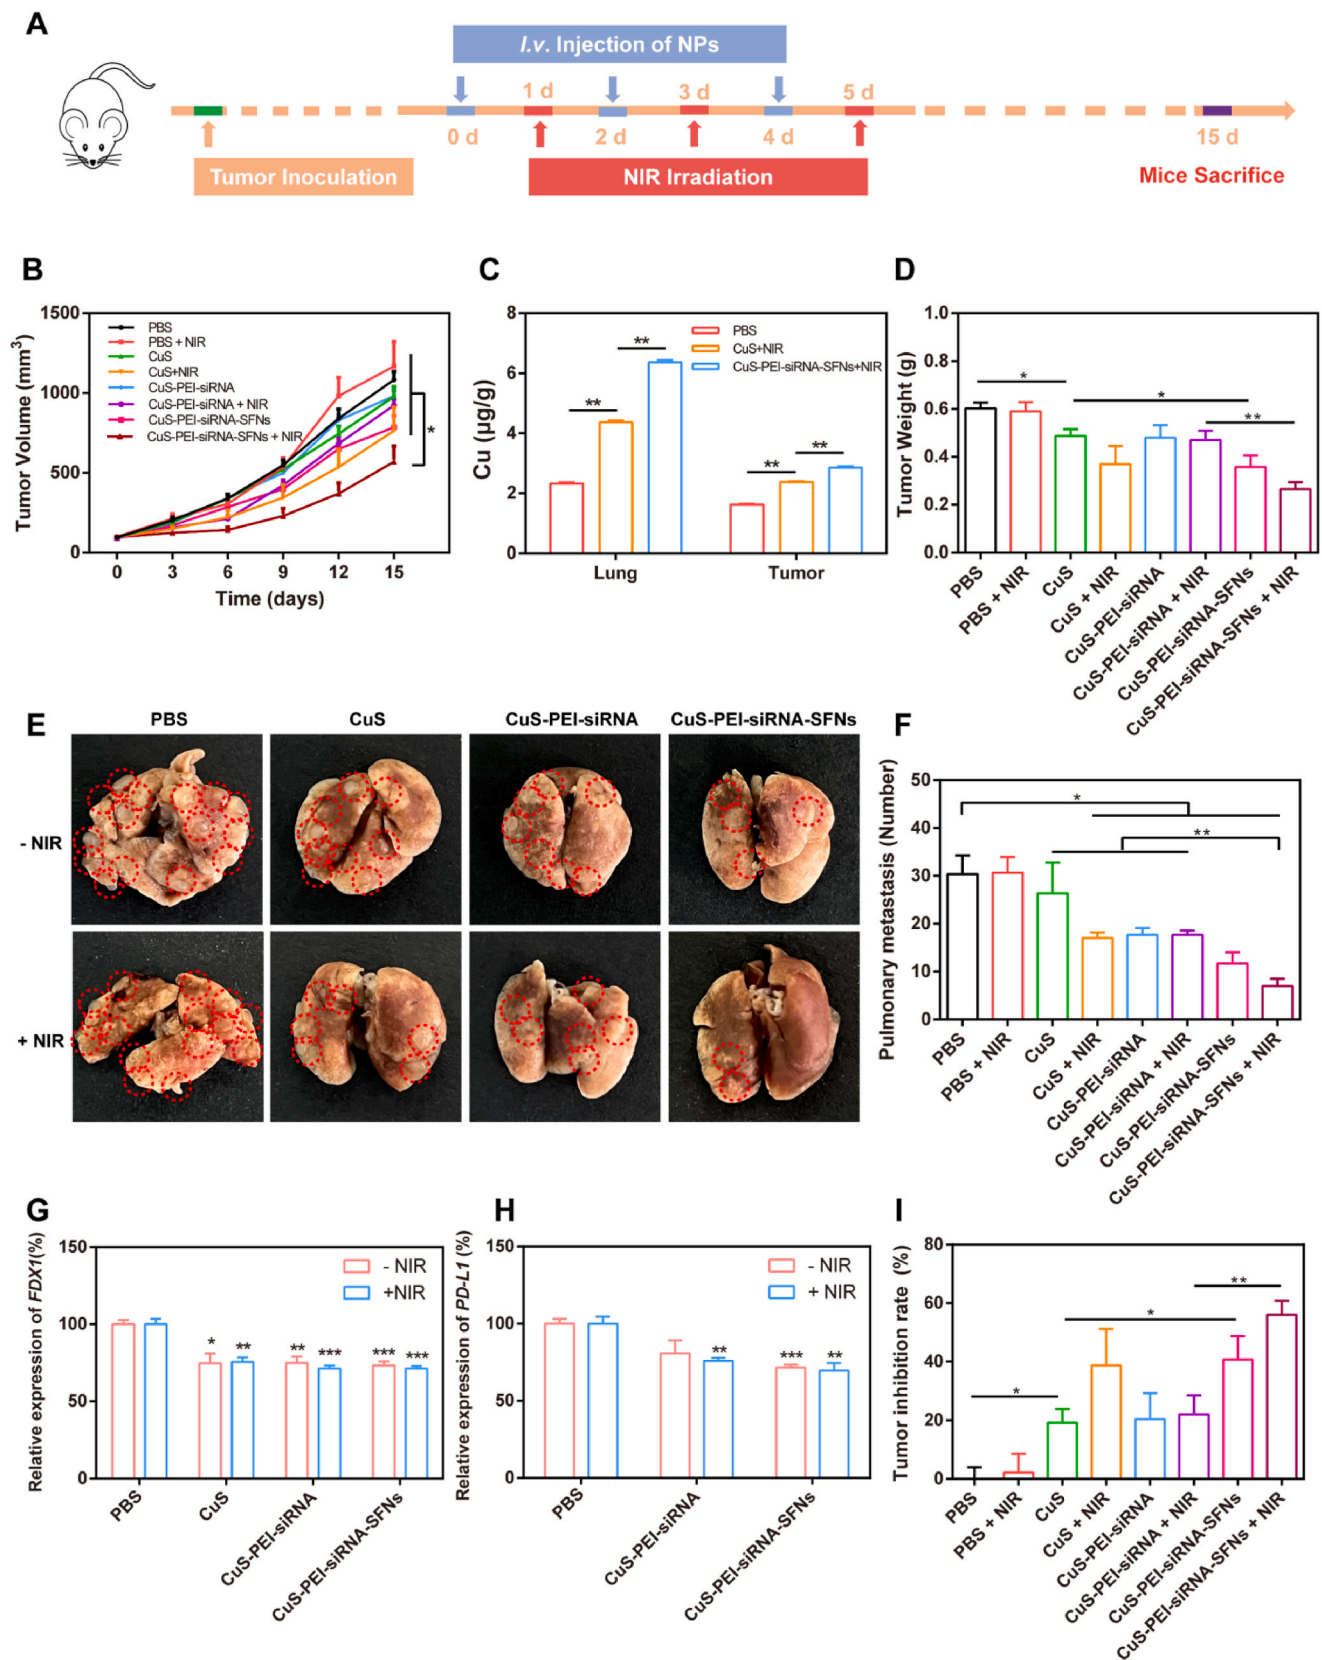 A
I.v. Injection of NPs
1 d
3 d
5 d
0 d
2 d
4 d
15 d
Tumor Inoculation
NIR Irradiation
Mice Sacrifice
B
Tumor Volume (mm3)
1500
1000
500
0
PBS
PBS + NIR
CuS
CuS+NIR
CuS-PEI-siRNA
CuS-PEI-siRNA + NIR
CuS-PEI-siRNA-SFNs
CuS-PEI-siRNA-SFNs + NIR
*
0 3 6 9 12 15
Time (days)
C
Cu (μg/g)
8
6
4
2
0
PBS
CuS+NIR
CuS-PEI-siRNA-SFNs+NIR
**
**
**
**
Lung
Tumor
D
Tumor Weight (g)
1.0
0.8
0.6
0.4
0.2
0.0
*
*
**
PBS
PBS + NIR
CuS
CuS + NIR
CuS-PEI-siRNA
CuS-PEI-siRNA + NIR
CuS-PEI-siRNA-SFNs
CuS-PEI-siRNA-SFNs + NIR
E
PBS
CuS
CuS-PEI-siRNA
CuS-PEI-siRNA-SFNs
- NIR
+ NIR
F
Pulmonary metastasis (Number)
50
40
30
20
10
0
*
**
PBS
PBS + NIR
CuS
CuS + NIR
CuS-PEI-siRNA
CuS-PEI-siRNA + NIR
CuS-PEI-siRNA-SFNs
CuS-PEI-siRNA-SFNs + NIR
G
Relative expression of FDX1(%)
150
100
50
0
- NIR
+NIR
*
**
**
***
***
***
PBS
CuS
CuS-PEI-siRNA
CuS-PEI-siRNA-SFNs
H
Relative expression of PD-L1 (%)
150
100
50
0
- NIR
+ NIR
**
***
**
PBS
CuS-PEI-siRNA
CuS-PEI-siRNA-SFNs
I
Tumor inhibtion rate (%)
80
60
40
20
0
*
*
**
PBS
PBS + NIR
CuS
CuS + NIR
CuS-PEI-siRNA
CuS-PEI-siRNA + NIR
CuS-PEI-siRNA-SFNs
CuS-PEI-siRNA-SFNs + NIR